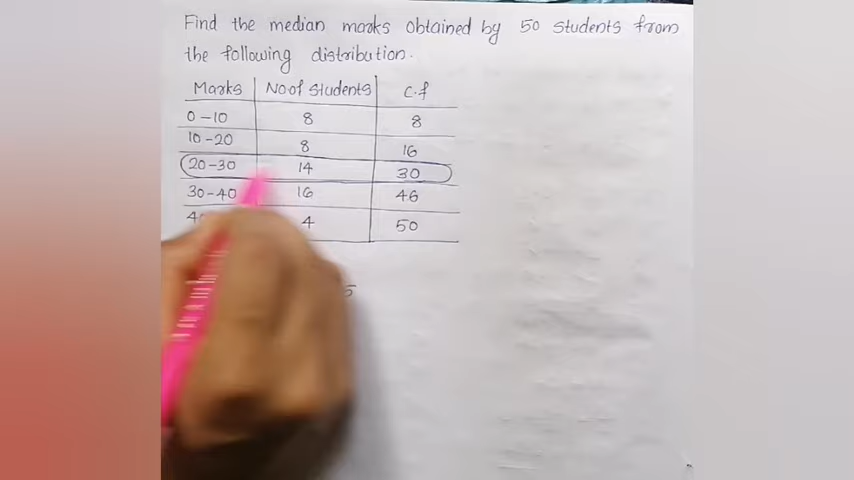 Find the median marks obtained by 50 students from
the following distribution.
Marks No of students c.f
0-10 8 8
10-20 8 16
20-30 14 30
30-40 16 46
4 50
5